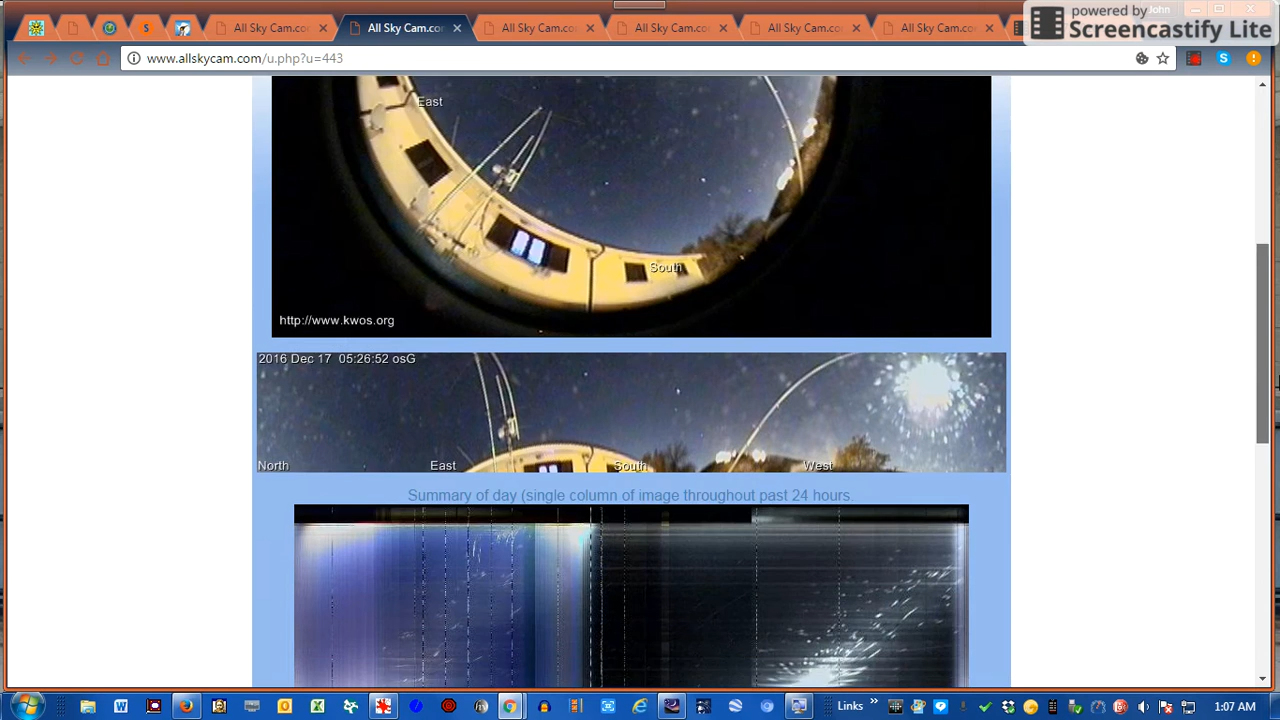 powered by
Screencastify Lite
John
All Sky Cam.co
All Sky Cam.co
All Sky Cam.co
All Sky Cam.co
All Sky Cam.co
All Sky Cam.co
www.allskycam.com/u.php?u=443
East
South
http://www.kwos.org
2016 Dec 17 05:26:52 osG
North East South West
Summary of day (single column of image throughout past 24 hours.
Links »
1:07 AM